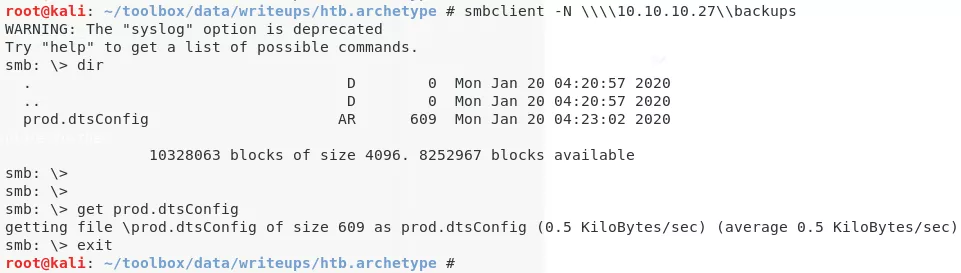 root@kali: ~/toolbox/data/writeups/htb.archetype # smbclient -N \\\\10.10.10.27\\backups
WARNING: The "syslog" option is deprecated
Try "help" to get a list of possible commands.
smb: \> dir
  .                                   D        0  Mon Jan 20 04:20:57 2020
  ..                                  D        0  Mon Jan 20 04:20:57 2020
  prod.dtsConfig                     AR      609  Mon Jan 20 04:23:02 2020
                10328063 blocks of size 4096. 8252967 blocks available
smb: \>
smb: \>
smb: \> get prod.dtsConfig
getting file \prod.dtsConfig of size 609 as prod.dtsConfig (0.5 KiloBytes/sec) (average 0.5 KiloBytes/sec)
smb: \> exit
root@kali: ~/toolbox/data/writeups/htb.archetype #